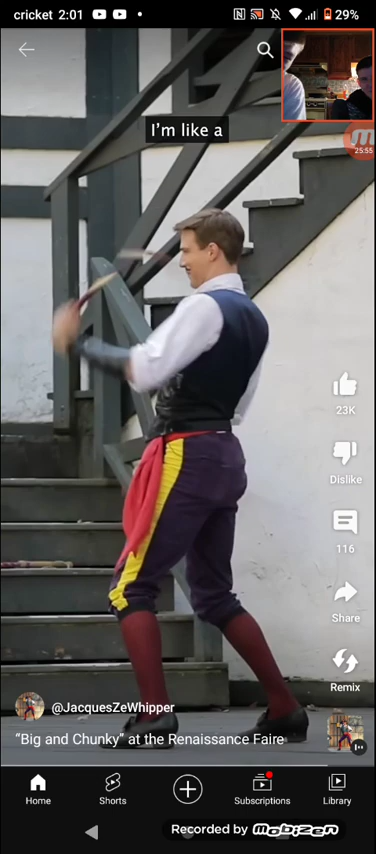 cricket 2:01
29%
I'm like a
25:55
23K
Dislike
116
Share
Remix
@JacquesZeWhipper
"Big and Chunky" at the Renaissance Faire
Home
Shorts
Subscriptions
Library
Recorded by Mobizen